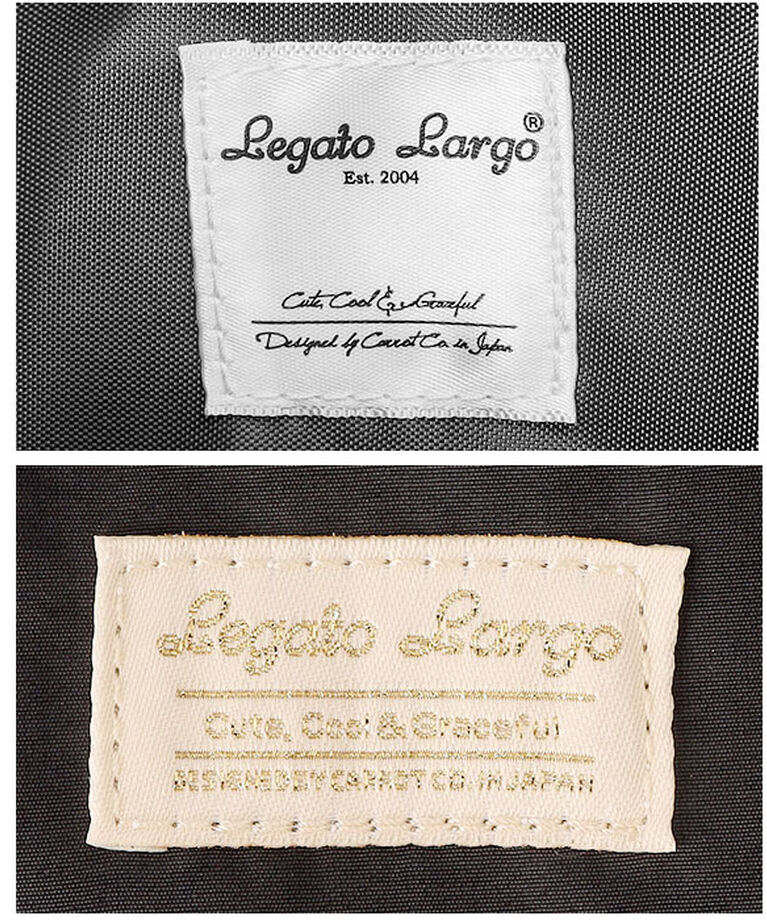 Legato Largo®
Est. 2004
Cute, Cool & Graceful
Designed by Carrot Co. in Japan
Legato Largo
Cute, Cool & Graceful
DESIGNED BY CARROT CO. IN JAPAN